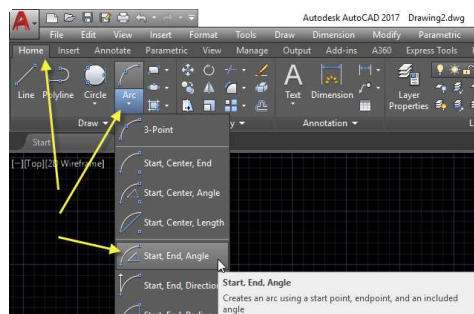 Autodesk AutoCAD 2017 Drawing2.dwg
File Edit View Insert Format Tools Draw Dimension Modify Parametric
Home Insert Annotate Parametric View Manage Output Add-ins A360 Express Tools
Line Polyline Circle Arc Text Dimension Layer Properties
Draw Annotation
Start
[-][Top][2D Wireframe]
3-Point
Start, Center, End
Start, Center, Angle
Start, Center, Length
Start, End, Angle
Start, End, Direction
Start, End, Angle
Creates an arc using a start point, endpoint, and an included
angle